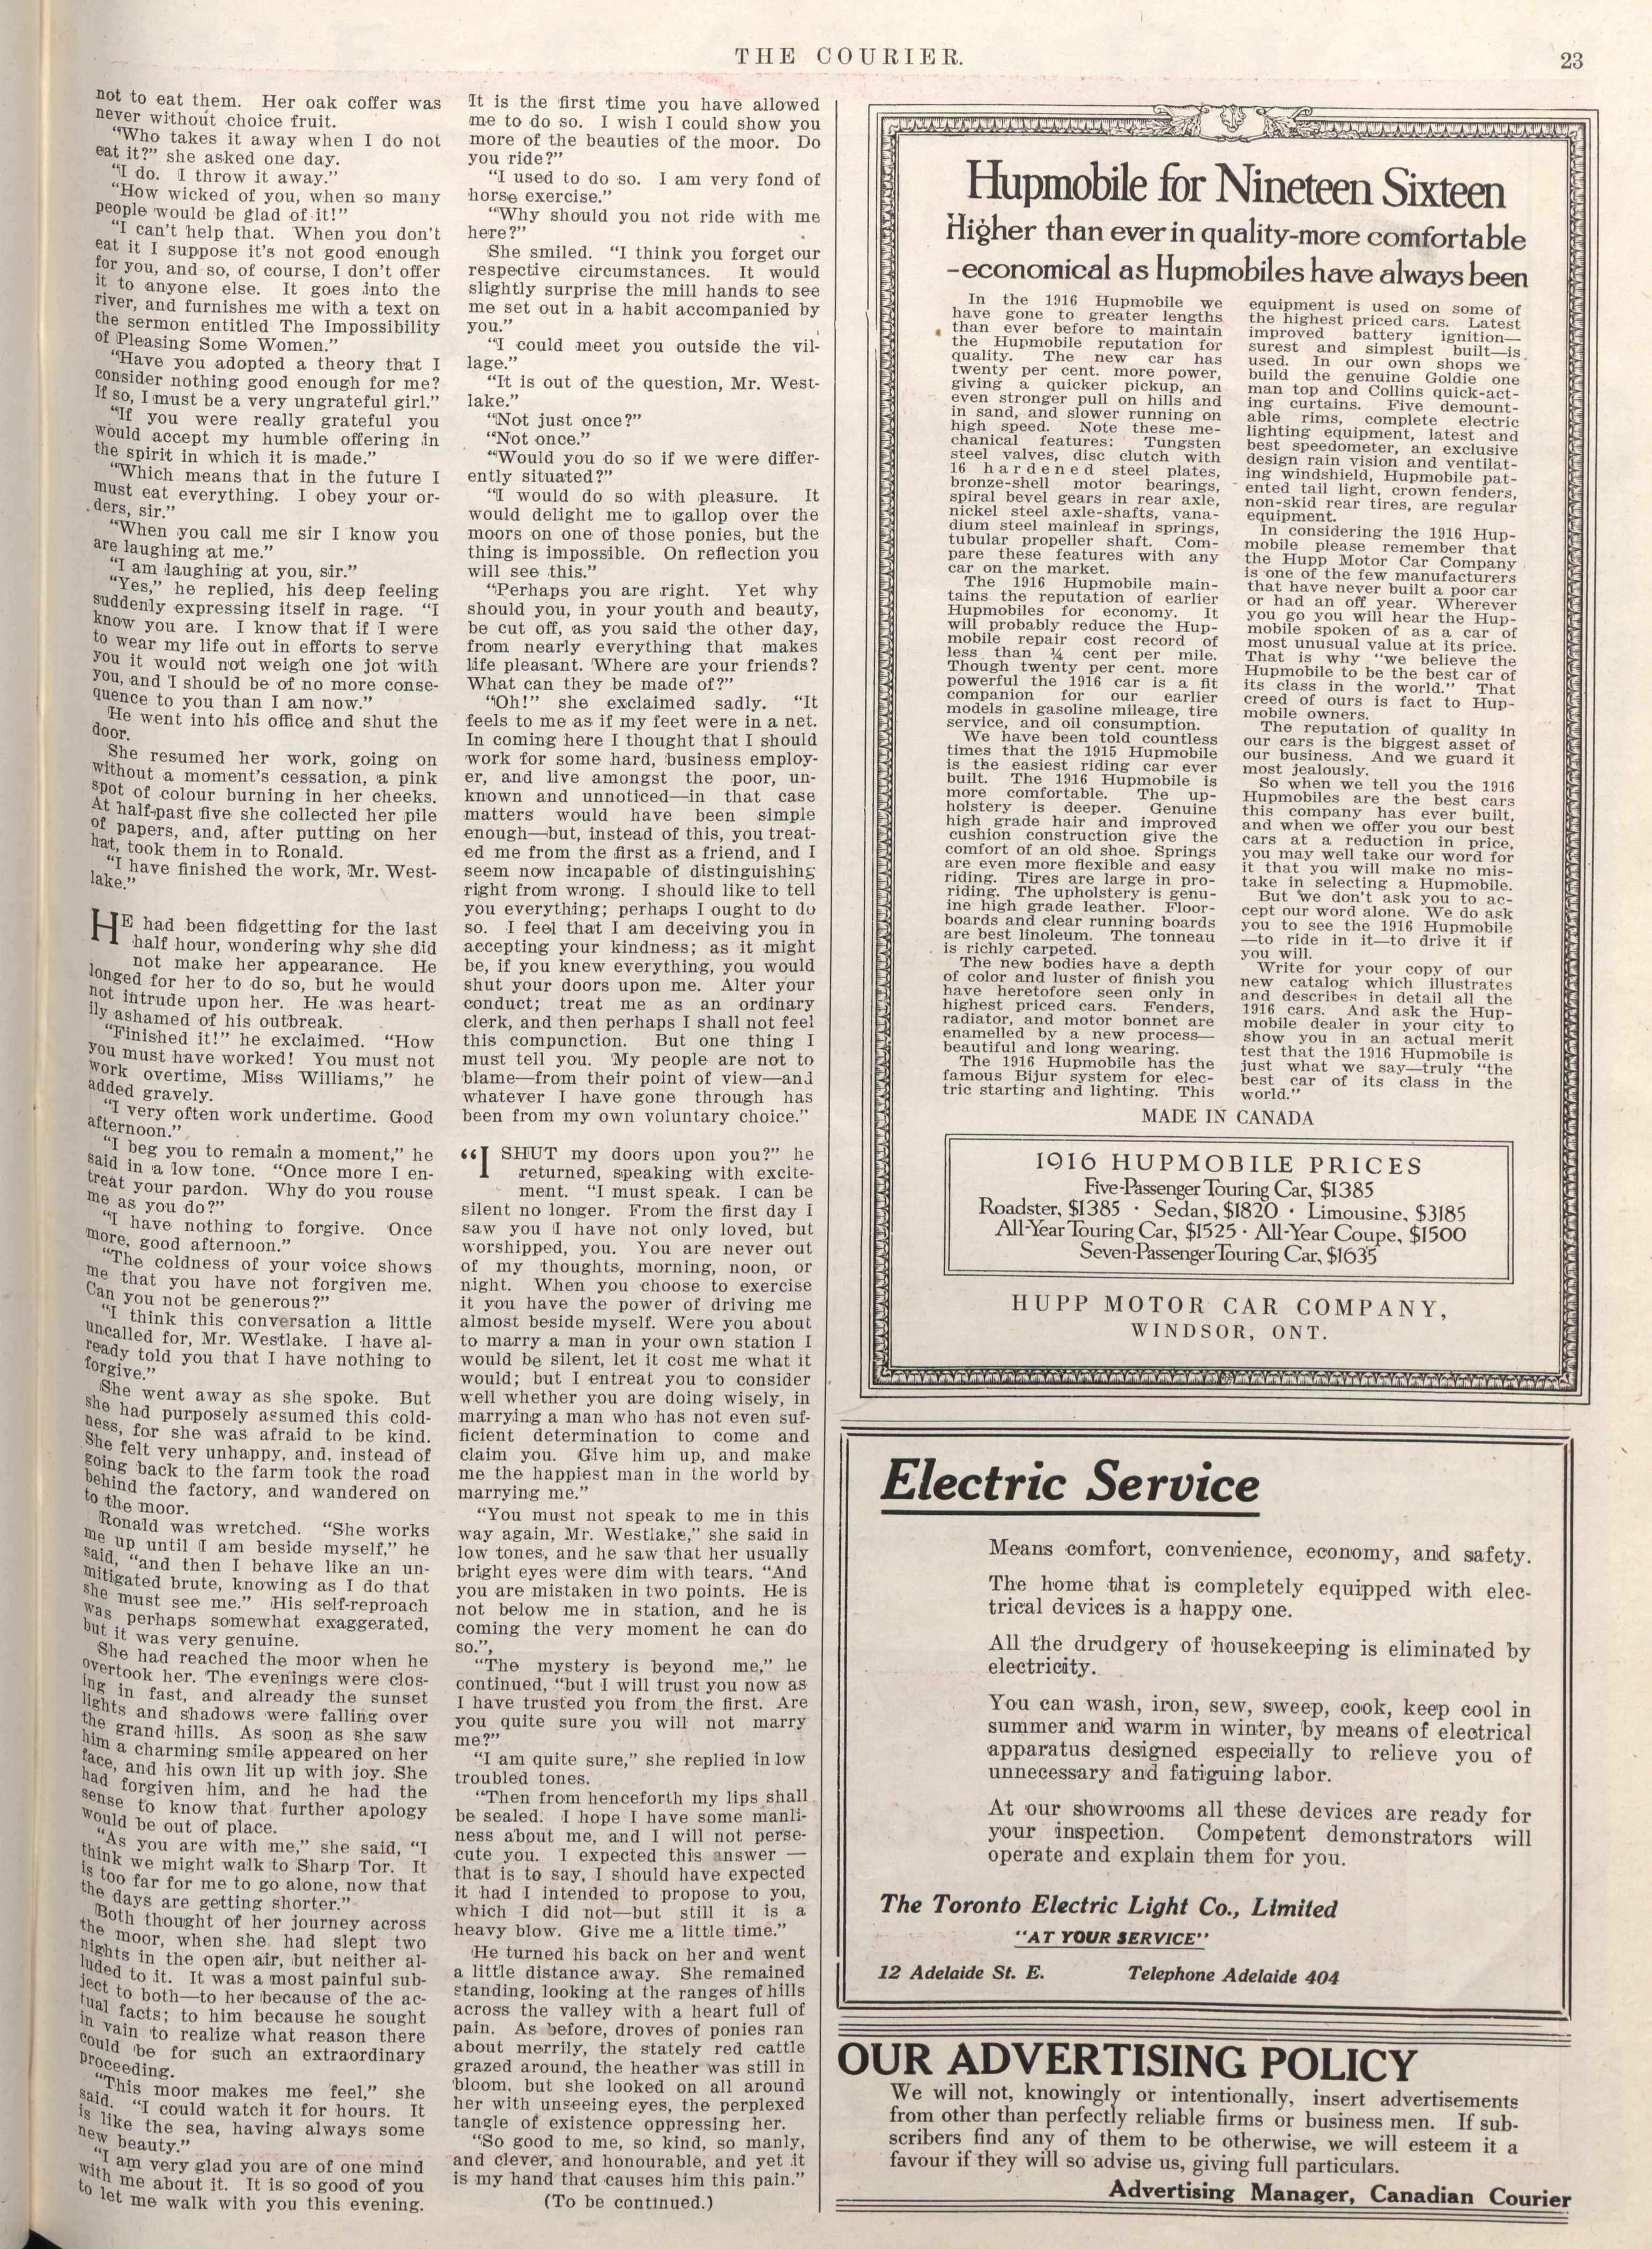 THE COURIER.
23
not to eat them. Her oak coffer was
never without choice fruit.
"Who takes it away when I do not
eat it?" she asked one day.
"I do. I throw it away."
"How wicked of you, when so many
people would be glad of it!"
"I can't help that. When you don't
eat it I suppose it's not good enough
for you, and so, of course, I don't offer
it to anyone else. It goes into the
river, and furnishes me with a text on
the sermon entitled The Impossibility
of Pleasing Some Women."
"Have you adopted a theory that I
consider nothing good enough for me?
If so, I must be a very ungrateful girl."
"If you were really grateful you
would accept my humble offering in
the spirit in which it is made."
"Which means that in the future I
must eat everything. I obey your or-
ders, sir."
"When you call me sir I know you
are laughing at me."
"I am laughing at you, sir."
"Yes," he replied, his deep feeling
suddenly expressing itself in rage. "I
know you are. I know that if I were
to wear my life out in efforts to serve
you it would not weigh one jot with
you, and I should be of no more conse-
quence to you than I am now."
He went into his office and shut the
door.
She resumed her work, going on
without a moment's cessation, a pink
spot of colour burning in her cheeks.
At half-past five she collected her pile
of papers, and, after putting on her
hat, took them in to Ronald.
"I have finished the work, Mr. West-
lake."
HE had been fidgetting for the last
half hour, wondering why she did
not make her appearance. He
longed for her to do so, but he would
not intrude upon her. He was heart-
ily ashamed of his outbreak.
"Finished it!" he exclaimed. "How
you must have worked! You must not
work overtime, Miss Williams," he
added gravely.
"I very often work undertime. Good
afternoon."
"I beg you to remain a moment," he
said in a low tone. "Once more I en-
treat your pardon. Why do you rouse
me as you do?"
"I have nothing to forgive. Once
more, good afternoon."
"The coldness of your voice shows
me that you have not forgiven me.
Can you not be generous?"
"I think this conversation a little
uncalled for, Mr. Westlake. I have al-
ready told you that I have nothing to
forgive."
She went away as she spoke. But
she had purposely assumed this cold-
ness, for she was afraid to be kind.
She felt very unhappy, and, instead of
going back to the farm took the road
behind the factory, and wandered on
to the moor.
Ronald was wretched. "She works
me up until I am beside myself," he
said, "and then I behave like an un-
mitigated brute, knowing as I do that
she must see me." His self-reproach
was perhaps somewhat exaggerated,
but it was very genuine.
She had reached the moor when he
overtook her. The evenings were clos-
ing in fast, and already the sunset
lights and shadows were falling over
the grand hills. As soon as she saw
him a charming smile appeared on her
face, and his own lit up with joy. She
had forgiven him, and he had the
sense to know that further apology
would be out of place.
"As you are with me," she said, "I
think we might walk to Sharp Tor. It
is too far for me to go alone, now that
the days are getting shorter."
Both thought of her journey across
the moor, when she had slept two
nights in the open air, but neither al-
luded to it. It was a most painful sub-
ject to both—to her because of the ac-
tual facts; to him because he sought
in vain to realize what reason there
could be for such an extraordinary
proceeding.
"This moor makes me feel," she
said. "I could watch it for hours. It
is like the sea, having always some
new beauty."
"I am very glad you are of one mind
with me about it. It is so good of you
to let me walk with you this evening.
It is the first time you have allowed
me to do so. I wish I could show you
more of the beauties of the moor. Do
you ride?"
"I used to do so. I am very fond of
horse exercise."
"Why should you not ride with me
here?"
She smiled. "I think you forget our
respective circumstances. It would
slightly surprise the mill hands to see
me set out in a habit accompanied by
you."
"I could meet you outside the vil-
lage."
"It is out of the question, Mr. West-
lake."
"Not just once?"
"Not once."
"Would you do so if we were differ-
ently situated?"
"I would do so with pleasure. It
would delight me to gallop over the
moors on one of those ponies, but the
thing is impossible. On reflection you
will see this."
"Perhaps you are right. Yet why
should you, in your youth and beauty,
be cut off, as you said the other day,
from nearly everything that makes
life pleasant. Where are your friends?
What can they be made of?"
"Oh!" she exclaimed sadly. "It
feels to me as if my feet were in a net.
In coming here I thought that I should
work for some hard, business employ-
er, and live amongst the poor, un-
known and unnoticed—in that case
matters would have been simple
enough—but, instead of this, you treat-
ed me from the first as a friend, and I
seem now incapable of distinguishing
right from wrong. I should like to tell
you everything; perhaps I ought to do
so. I feel that I am deceiving you in
accepting your kindness; as it might
be, if you knew everything, you would
shut your doors upon me. Alter your
conduct; treat me as an ordinary
clerk, and then perhaps I shall not feel
this compunction. But one thing I
must tell you. My people are not to
blame—from their point of view—and
whatever I have gone through has
been from my own voluntary choice."
"I SHUT my doors upon you?" he
returned, speaking with excite-
ment. "I must speak. I can be
silent no longer. From the first day I
saw you I have not only loved, but
worshipped, you. You are never out
of my thoughts, morning, noon, or
night. When you choose to exercise
it you have the power of driving me
almost beside myself. Were you about
to marry a man in your own station I
would be silent, let it cost me what it
would; but I entreat you to consider
well whether you are doing wisely, in
marrying a man who has not even suf-
ficient determination to come and
claim you. Give him up, and make
me the happiest man in the world by
marrying me."
"You must not speak to me in this
way again, Mr. Westlake," she said in
low tones, and he saw that her usually
bright eyes were dim with tears. "And
you are mistaken in two points. He is
not below me in station, and he is
coming the very moment he can do
so.",
"The mystery is beyond me," he
continued, "but I will trust you now as
I have trusted you from the first. Are
you quite sure you will not marry
me?"
"I am quite sure," she replied in low
troubled tones.
"Then from henceforth my lips shall
be sealed. I hope I have some manli-
ness about me, and I will not perse-
cute you. I expected this answer —
that is to say, I should have expected
it had I intended to propose to you,
which I did not—but still it is a
heavy blow. Give me a little time."
He turned his back on her and went
a little distance away. She remained
standing, looking at the ranges of hills
across the valley with a heart full of
pain. As before, droves of ponies ran
about merrily, the stately red cattle
grazed around, the heather was still in
bloom, but she looked on all around
her with unseeing eyes, the perplexed
tangle of existence oppressing her.
"So good to me, so kind, so manly,
and clever, and honourable, and yet it
is my hand that causes him this pain."
(To be continued.)
Hupmobile for Nineteen Sixteen
Higher than ever in quality-more comfortable
-economical as Hupmobiles have always been
In the 1916 Hupmobile we
have gone to greater lengths
than ever before to maintain
the Hupmobile reputation for
quality. The new car has
twenty per cent. more power,
giving a quicker pickup, an
even stronger pull on hills and
in sand, and slower running on
high speed. Note these me-
chanical features: Tungsten
steel valves, disc clutch with
16 hardened steel plates,
bronze-shell motor bearings,
spiral bevel gears in rear axle,
nickel steel axle-shafts, vana-
dium steel mainleaf in springs,
tubular propeller shaft. Com-
pare these features with any
car on the market.
The 1916 Hupmobile main-
tains the reputation of earlier
Hupmobiles for economy. It
will probably reduce the Hup-
mobile repair cost record of
less than ¼ cent per mile.
Though twenty per cent. more
powerful the 1916 car is a fit
companion for our earlier
models in gasoline mileage, tire
service, and oil consumption.
We have been told countless
times that the 1915 Hupmobile
is the easiest riding car ever
built. The 1916 Hupmobile is
more comfortable. The up-
holstery is deeper. Genuine
high grade hair and improved
cushion construction give the
comfort of an old shoe. Springs
are even more flexible and easy
riding. Tires are large in pro-
riding. The upholstery is genu-
ine high grade leather. Floor-
boards and clear running boards
are best linoleum. The tonneau
is richly carpeted.
The new bodies have a depth
of color and luster of finish you
have heretofore seen only in
highest priced cars. Fenders,
radiator, and motor bonnet are
enamelled by a new process—
beautiful and long wearing.
The 1916 Hupmobile has the
famous Bijur system for elec-
tric starting and lighting. This
equipment is used on some of
the highest priced cars. Latest
improved battery ignition—
surest and simplest built—is
used. In our own shops we
build the genuine Goldie one
man top and Collins quick-act-
ing curtains. Five demount-
able rims, complete electric
lighting equipment, latest and
best speedometer, an exclusive
design rain vision and ventilat-
ing windshield, Hupmobile pat-
ented tail light, crown fenders,
non-skid rear tires, are regular
equipment.
In considering the 1916 Hup-
mobile please remember that
the Hupp Motor Car Company
is one of the few manufacturers
that have never built a poor car
or had an off year. Wherever
you go you will hear the Hup-
mobile spoken of as a car of
most unusual value at its price.
That is why "we believe the
Hupmobile to be the best car of
its class in the world." That
creed of ours is fact to Hup-
mobile owners.
The reputation of quality in
our cars is the biggest asset of
our business. And we guard it
most jealously.
So when we tell you the 1916
Hupmobiles are the best cars
this company has ever built,
and when we offer you our best
cars at a reduction in price,
you may well take our word for
it that you will make no mis-
take in selecting a Hupmobile.
But we don't ask you to ac-
cept our word alone. We do ask
you to see the 1916 Hupmobile
—to ride in it—to drive it if
you will.
Write for your copy of our
new catalog which illustrates
and describes in detail all the
1916 cars. And ask the Hup-
mobile dealer in your city to
show you in an actual merit
test that the 1916 Hupmobile is
just what we say—truly "the
best car of its class in the
world."
MADE IN CANADA
1916 HUPMOBILE PRICES
Five-Passenger Touring Car, $1385
Roadster, $1385 · Sedan, $1820 · Limousine, $3185
All-Year Touring Car, $1525 · All-Year Coupe, $1500
Seven-Passenger Touring Car, $1635
HUPP MOTOR CAR COMPANY,
WINDSOR, ONT.
Electric Service
Means comfort, convenience, economy, and safety.
The home that is completely equipped with elec-
trical devices is a happy one.
All the drudgery of housekeeping is eliminated by
electricity.
You can wash, iron, sew, sweep, cook, keep cool in
summer and warm in winter, by means of electrical
apparatus designed especially to relieve you of
unnecessary and fatiguing labor.
At our showrooms all these devices are ready for
your inspection. Competent demonstrators will
operate and explain them for you.
The Toronto Electric Light Co., Limited
"AT YOUR SERVICE"
12 Adelaide St. E. Telephone Adelaide 404
OUR ADVERTISING POLICY
We will not, knowingly or intentionally, insert advertisements
from other than perfectly reliable firms or business men. If sub-
scribers find any of them to be otherwise, we will esteem it a
favour if they will so advise us, giving full particulars.
Advertising Manager, Canadian Courier